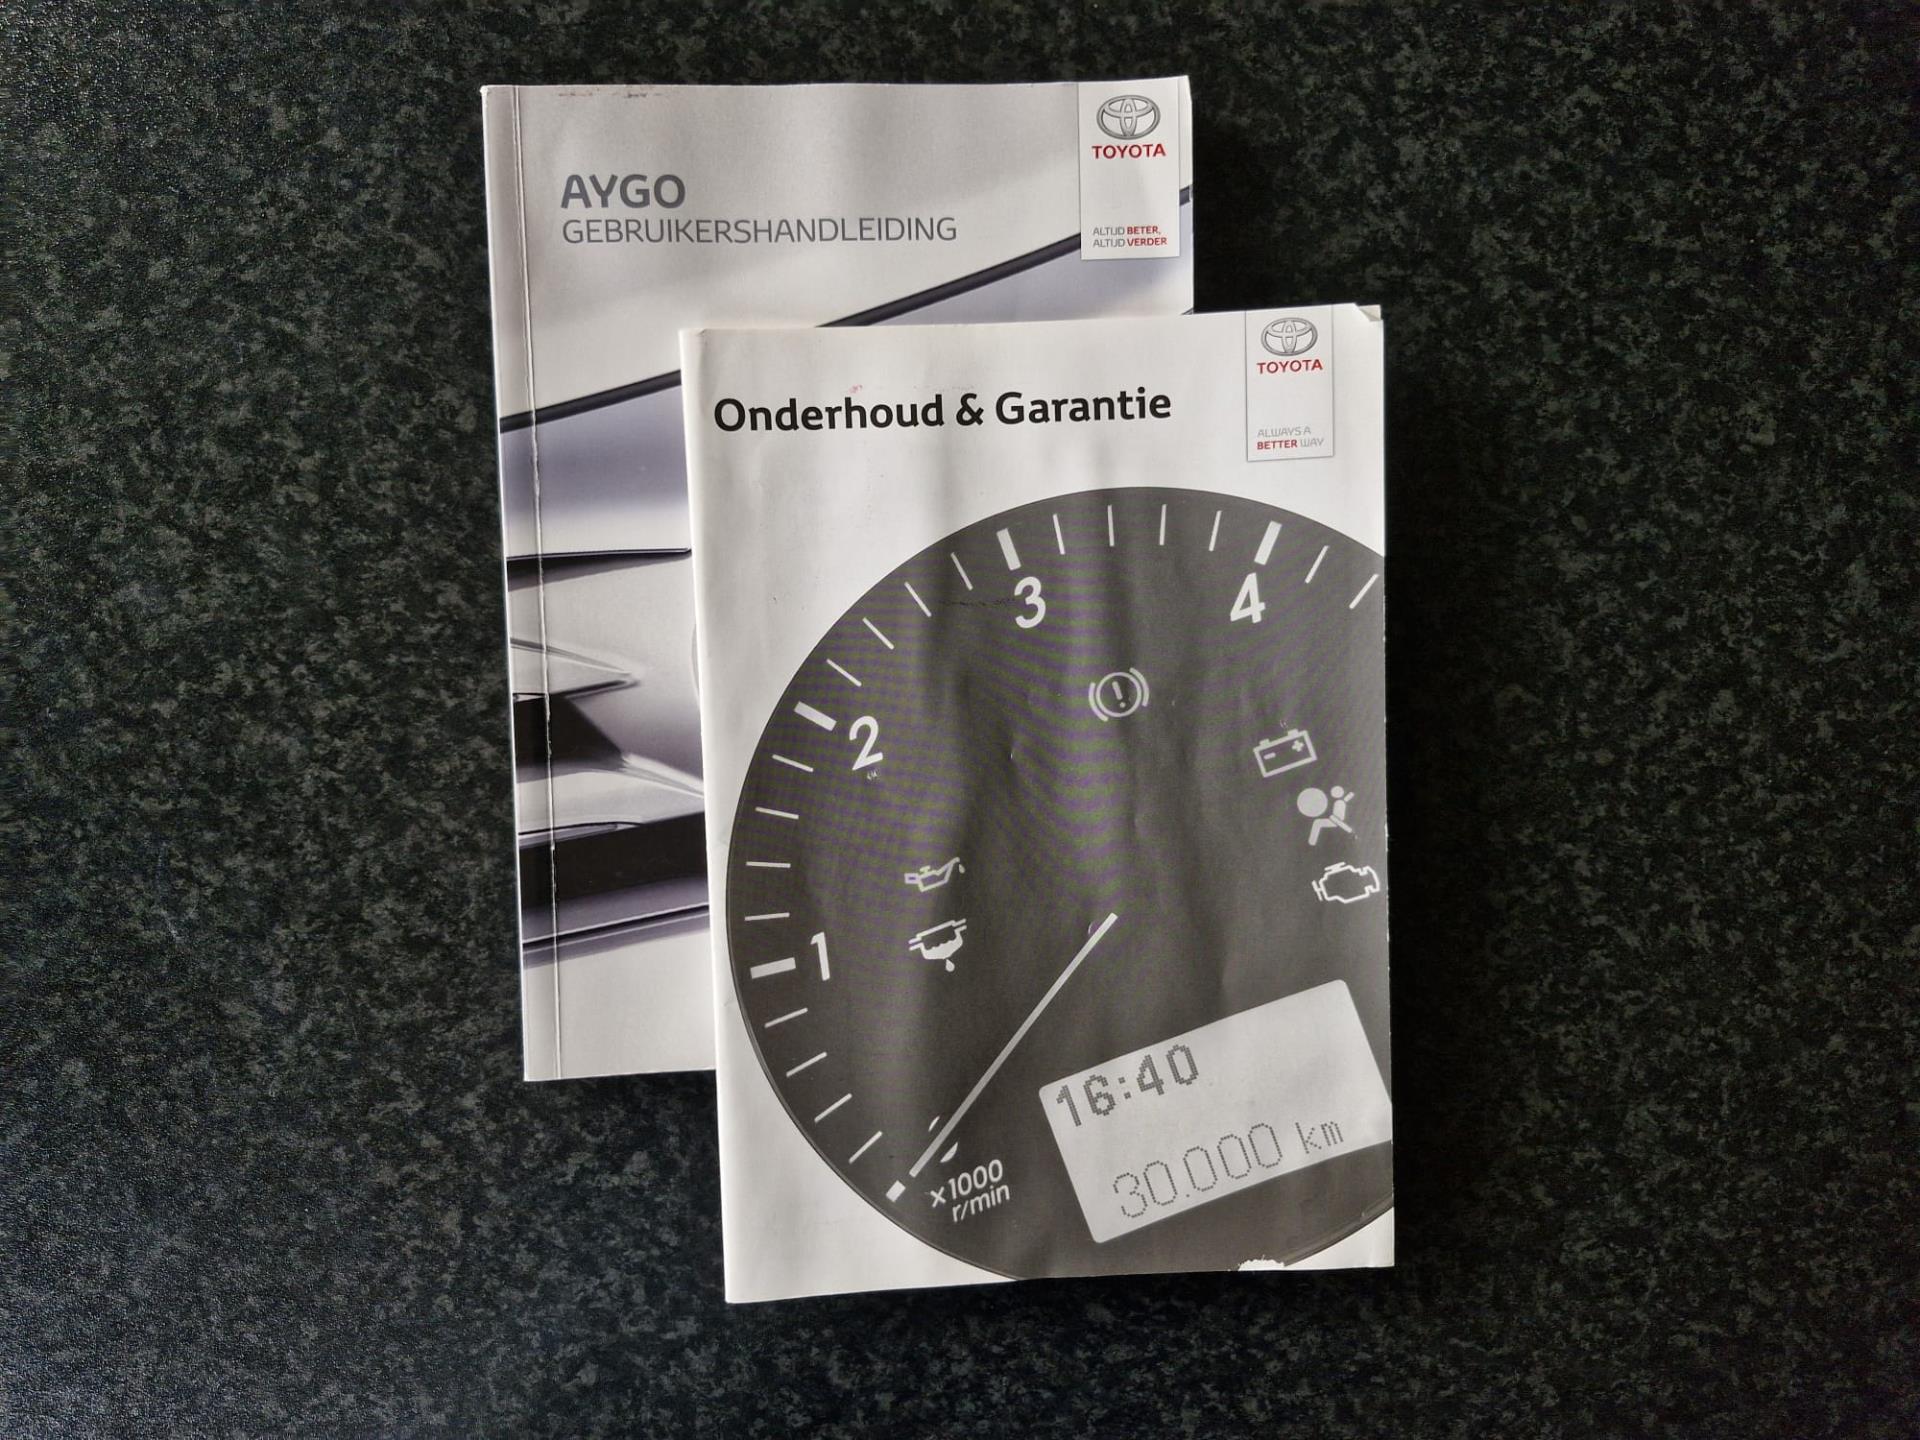 AYGO
GEBRUIKERSHANDLEIDING
TOYOTA
ALTIJD BETER,
ALTIJD VERDER
Onderhoud & Garantie
TOYOTA
ALWAYS A
BETTER WAY
3
4
2
1
x1000
r/min
16:40
30.000 km